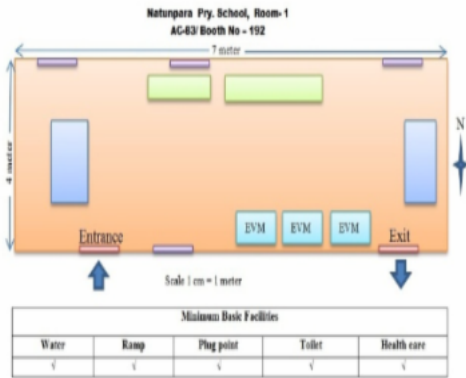 Natunpara Pry. School, Room- 1
AC-83/ Booth No - 192
7 meter
4 meter
N
EVM EVM EVM
Entrance
Exit
Scale 1 cm = 1 meter
Minimum Basic Facilities
Water Ramp Plug point Toilet Health care
√ √ √ √ √